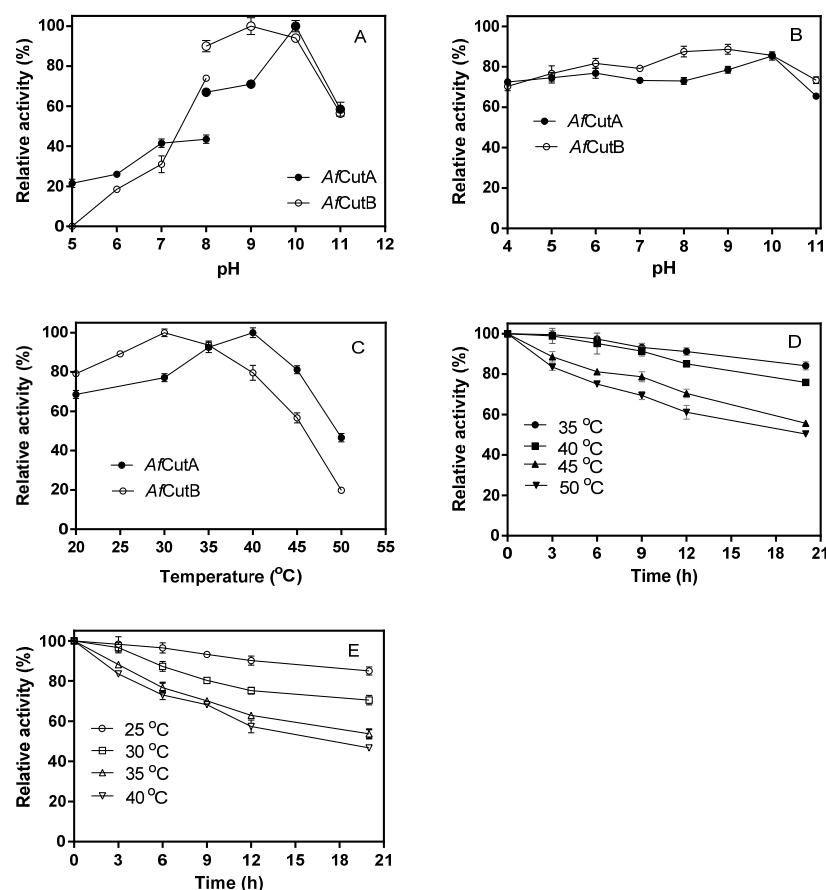 A
Relative activity (%)
100
80
60
40
20
0
AfCutA
AfCutB
5 6 7 8 9 10 11 12
pH
B
Relative activity (%)
100
80
60
40
20
0
AfCutA
AfCutB
4 5 6 7 8 9 10 11
pH
C
Relative activity (%)
100
80
60
40
20
0
AfCutA
AfCutB
20 25 30 35 40 45 50 55
Temperature (°C)
D
Relative activity (%)
100
80
60
40
20
0
35 °C
40 °C
45 °C
50 °C
0 3 6 9 12 15 18 21
Time (h)
E
Relative activity (%)
100
80
60
40
20
0
25 °C
30 °C
35 °C
40 °C
0 3 6 9 12 15 18 21
Time (h)